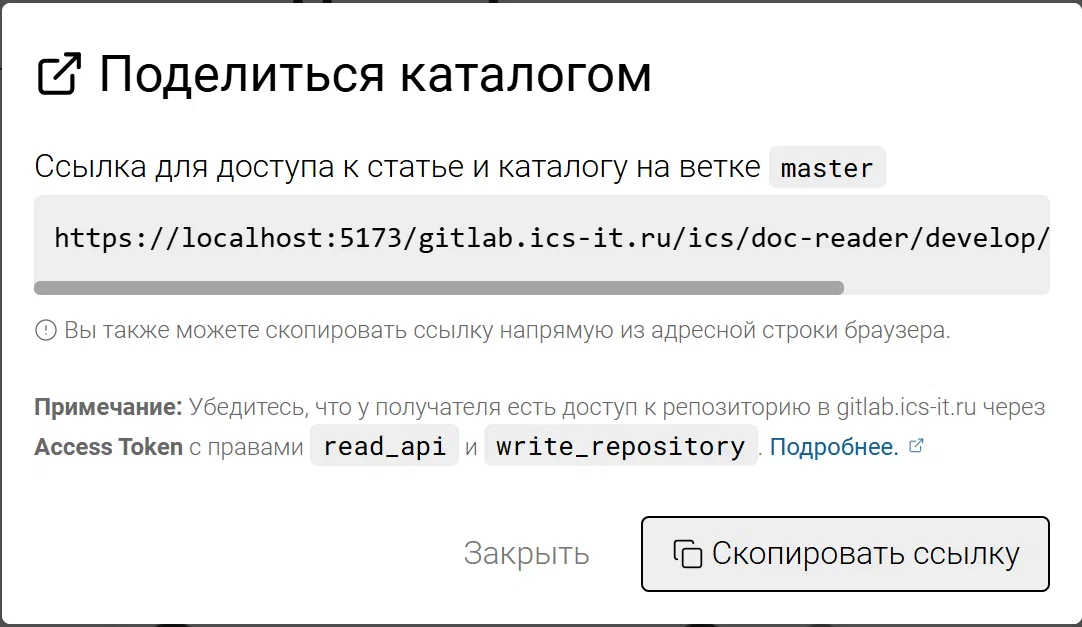 Поделиться каталогом
Ссылка для доступа к статье и каталогу на ветке master
https://localhost:5173/gitlab.ics-it.ru/ics/doc-reader/develop/
Вы также можете скопировать ссылку напрямую из адресной строки браузера.
Примечание: Убедитесь, что у получателя есть доступ к репозиторию в gitlab.ics-it.ru через
Access Token с правами read_api и write_repository. Подробнее.
Закрыть Скопировать ссылку